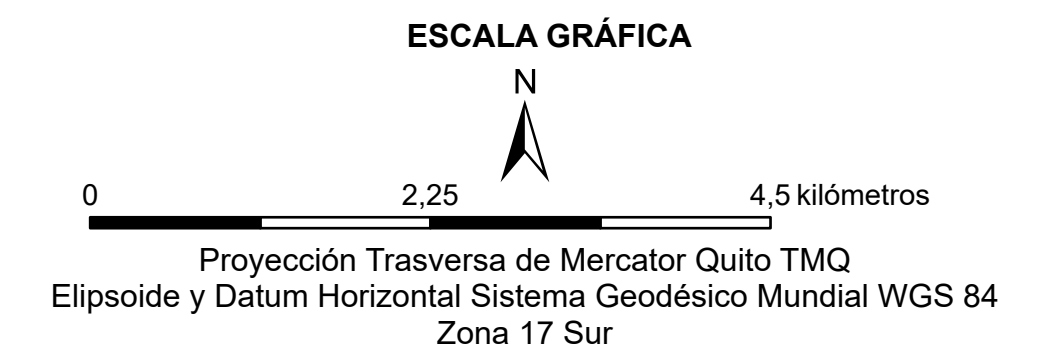 ESCALA GRÁFICA
N
0 2,25 4,5 kilómetros
Proyección Trasversa de Mercator Quito TMQ
Elipsoide y Datum Horizontal Sistema Geodésico Mundial WGS 84
Zona 17 Sur